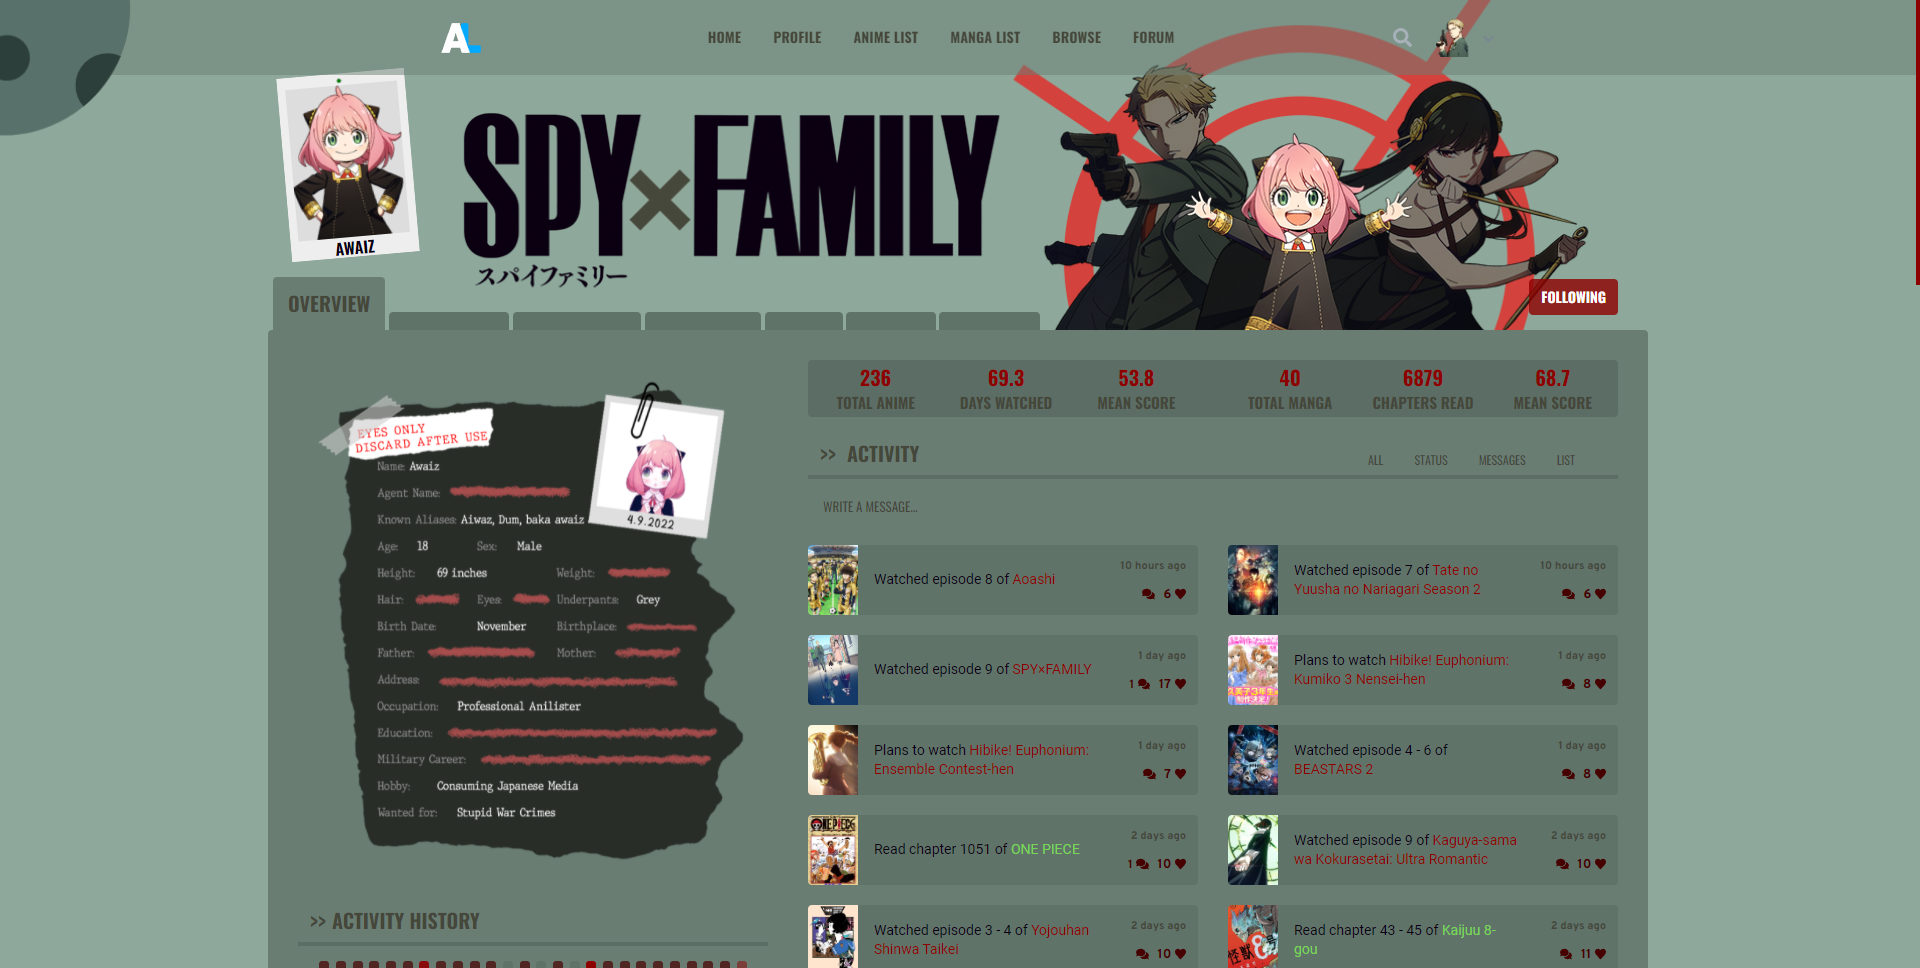 AL
HOME PROFILE ANIME LIST MANGA LIST BROWSE FORUM
AWAIZ
SPY×FAMILY
スパイファミリー
OVERVIEW
FOLLOWING
236 69.3 53.8 40 6879 68.7
TOTAL ANIME DAYS WATCHED MEAN SCORE TOTAL MANGA CHAPTERS READ MEAN SCORE
EYES ONLY
DISCARD AFTER USE
Name: Awaiz
Agent Name:
Known Aliases: Aiwaz, Dum, baka awaiz
4.9.2022
Age: 18 Sex: Male
Height: 69 inches Weight:
Hair: Eyes: Underpants: Grey
Birth Date: November Birthplace:
Father: Mother:
Address:
Occupation: Professional Anilister
Education:
Military Career:
Hobby: Consuming Japanese Media
Wanted for: Stupid War Crimes
>> ACTIVITY HISTORY
>> ACTIVITY
ALL STATUS MESSAGES LIST
WRITE A MESSAGE...
Watched episode 8 of Aoashi
10 hours ago
6
Watched episode 7 of Tate no
Yuusha no Nariagari Season 2
10 hours ago
6
Watched episode 9 of SPY×FAMILY
1 day ago
1 17
Plans to watch Hibike! Euphonium:
Kumiko 3 Nensei-hen
1 day ago
8
Plans to watch Hibike! Euphonium:
Ensemble Contest-hen
1 day ago
7
Watched episode 4 - 6 of
BEASTARS 2
1 day ago
8
ONE PIECE
Read chapter 1051 of ONE PIECE
2 days ago
1 10
Watched episode 9 of Kaguya-sama
wa Kokurasetai: Ultra Romantic
2 days ago
10
Watched episode 3 - 4 of Yojouhan
Shinwa Taikei
2 days ago
10
Read chapter 43 - 45 of Kaijuu 8-
gou
2 days ago
11